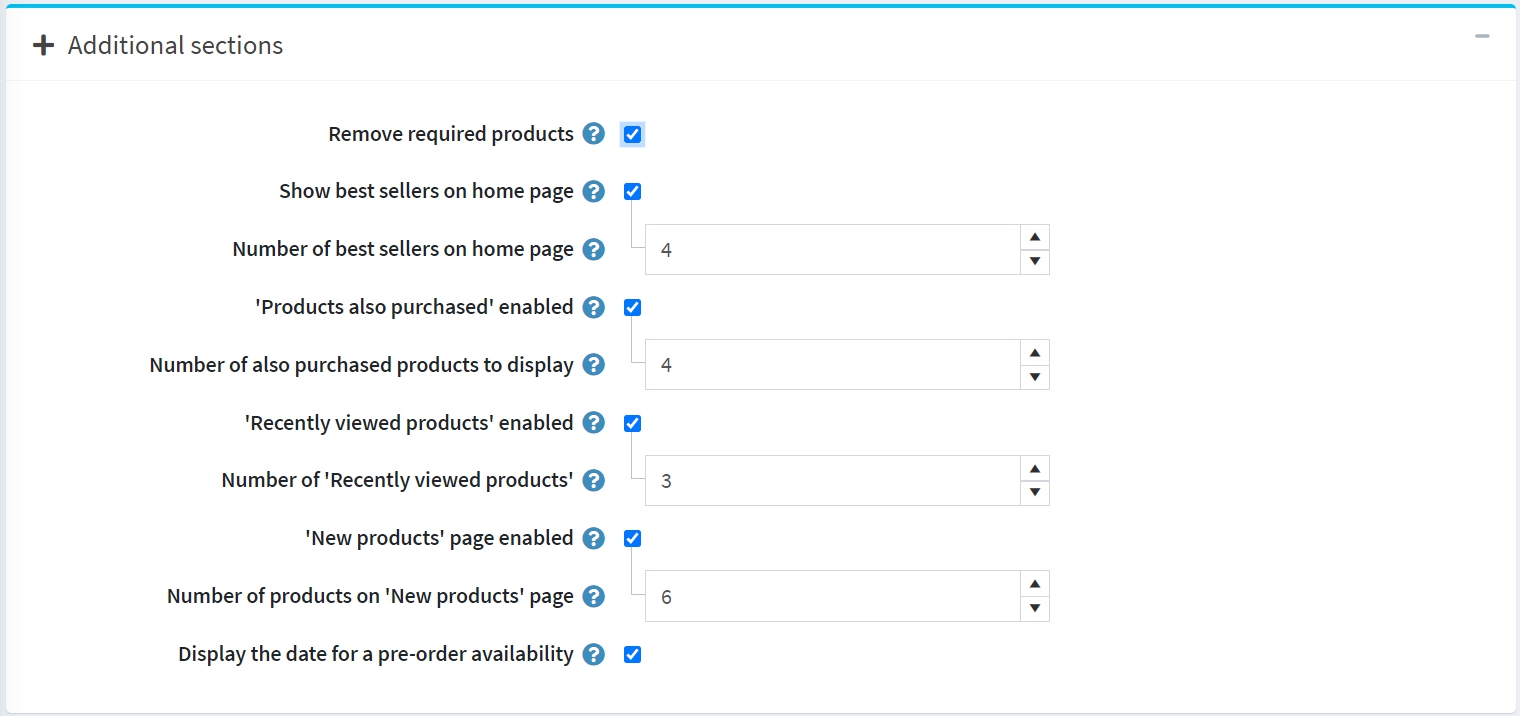 Additional sections
Remove required products
Show best sellers on home page
Number of best sellers on home page 4
'Products also purchased' enabled
Number of also purchased products to display 4
'Recently viewed products' enabled
Number of 'Recently viewed products' 3
'New products' page enabled
Number of products on 'New products' page 6
Display the date for a pre-order availability